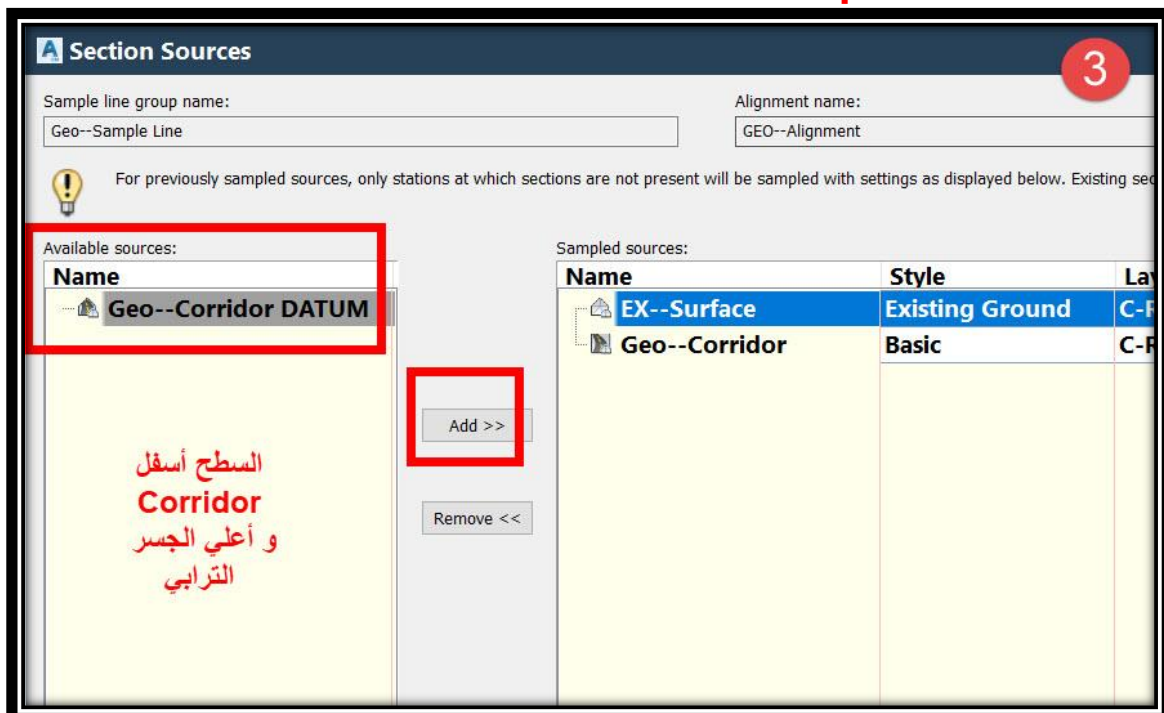 Section Sources
3
Sample line group name:
Alignment name:
Geo--Sample Line
GEO--Alignment
For previously sampled sources, only stations at which sections are not present will be sampled with settings as displayed below. Existing sec
Available sources:
Sampled sources:
Name
Name Style La
Geo--Corridor DATUM
EX--Surface Existing Ground C-R
Geo--Corridor Basic C-R
Add >>
Remove <<
السطح أسفل
Corridor
و أعلي الجسر
الترابي